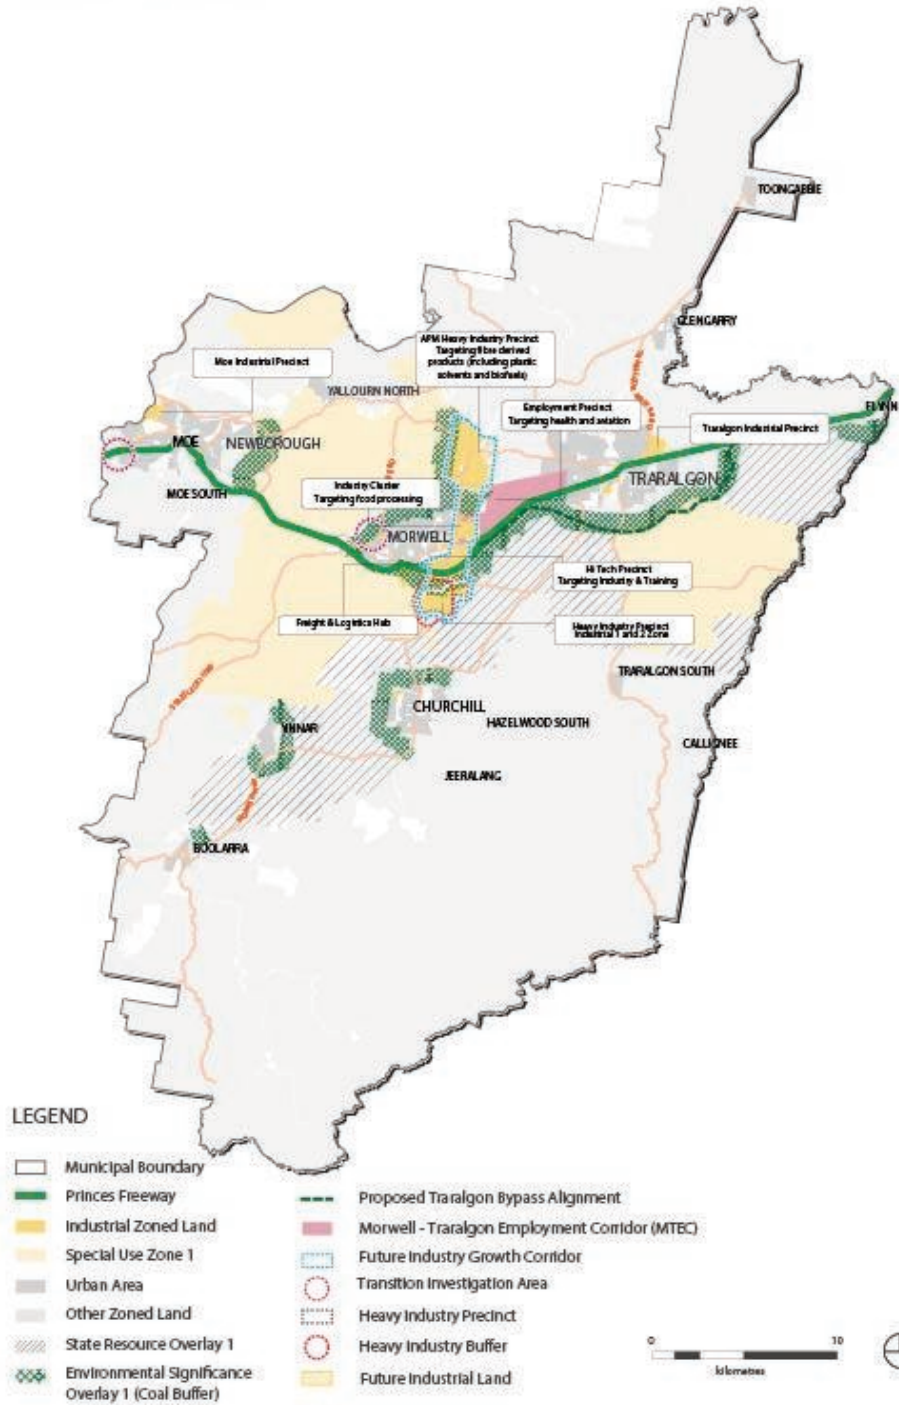 TOONGABBIE
GLENGARRY
APM Heavy Industry Precinct
Targeting fibre derived
products (including plastic
solvents and biofuels)
Moe Industrial Precinct
YALLOURN NORTH
Employment Precinct
Targeting health and aviation
FLYNN
Traralgon Industrial Precinct
MOE
NEWBOROUGH
TRARALGON
MOE SOUTH
Industry Cluster
Targeting food processing
MORWELL
Hi Tech Precinct
Targeting Industry & Training
Freight & Logistics Hub
Heavy Industry Precinct
Industrial 1 and 2 Zone
TRARALGON SOUTH
CHURCHILL
HAZELWOOD SOUTH
YINNAR
CALLIGNEE
JEERALANG
BOOLARRA
LEGEND
Municipal Boundary
Princes Freeway
Industrial Zoned Land
Special Use Zone 1
Urban Area
Other Zoned Land
State Resource Overlay 1
Environmental Significance
Overlay 1 (Coal Buffer)
Proposed Traralgon Bypass Alignment
Morwell - Traralgon Employment Corridor (MTEC)
Future Industry Growth Corridor
Transition Investigation Area
Heavy Industry Precinct
Heavy Industry Buffer
Future Industrial Land
0 10
kilometres